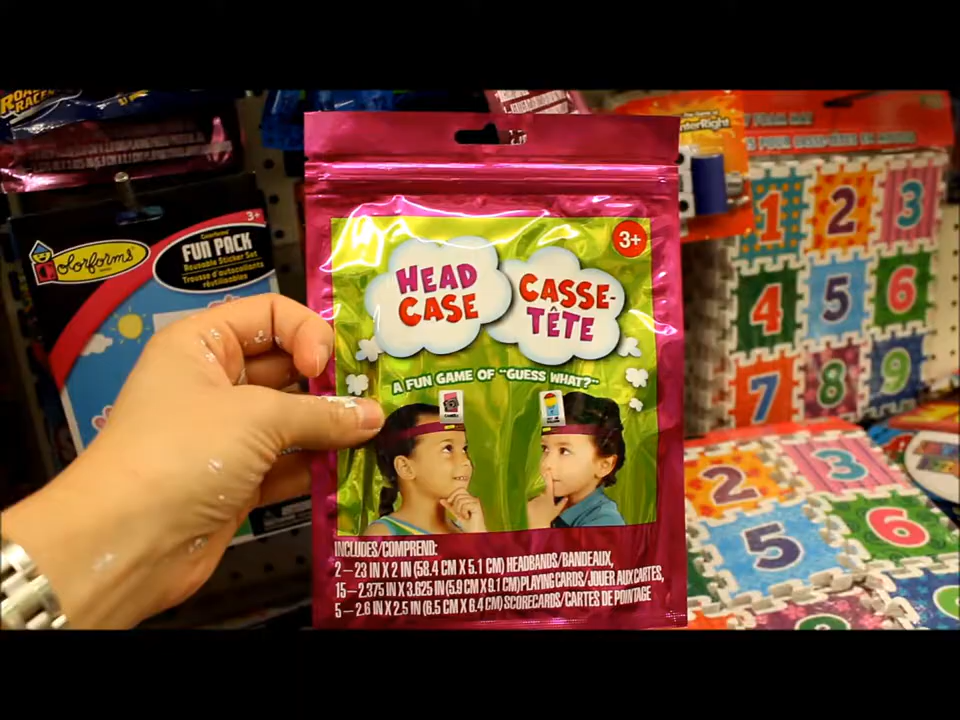 HEAD
CASE
CASSE-
TÊTE
3+
A FUN GAME OF "GUESS WHAT?"
INCLUDES/COMPREND:
2 – 23 IN X 2 IN (58.4 CM X 5.1 CM) HEADBANDS/BANDEAUX,
15 – 2.375 IN X 3.625 IN (5.9 CM X 9.1 CM) PLAYING CARDS/JOUER AUX CARTES,
5 – 2.6 IN X 2.5 IN (6.5 CM X 6.4 CM) SCORECARDS/CARTES DE POINTAGE
Colorforms
3+
Colorforms
FUN PACK
Reusable Sticker Set
Trousse d'autocollants
réutilisables
1 2 3
4 5 6
7 8 9
2 3
5 6